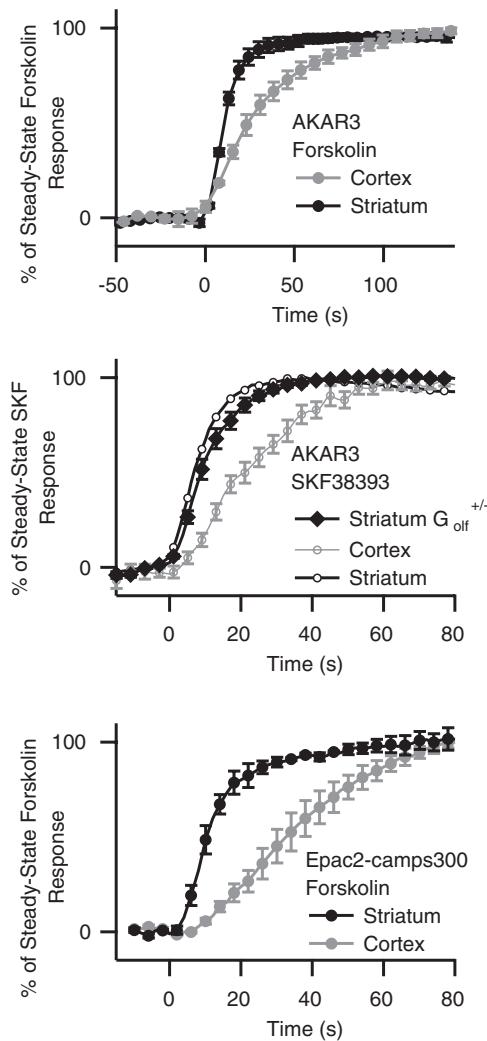 % of Steady-State Forskolin
Response
100
0
AKAR3
Forskolin
Cortex
Striatum
-50 0 50 100
Time (s)
% of Steady-State SKF
Response
100
0
AKAR3
SKF38393
Striatum G olf +/-
Cortex
Striatum
0 20 40 60 80
Time (s)
% of Steady-State Forskolin
Response
100
0
Epac2-camps300
Forskolin
Striatum
Cortex
0 20 40 60 80
Time (s)